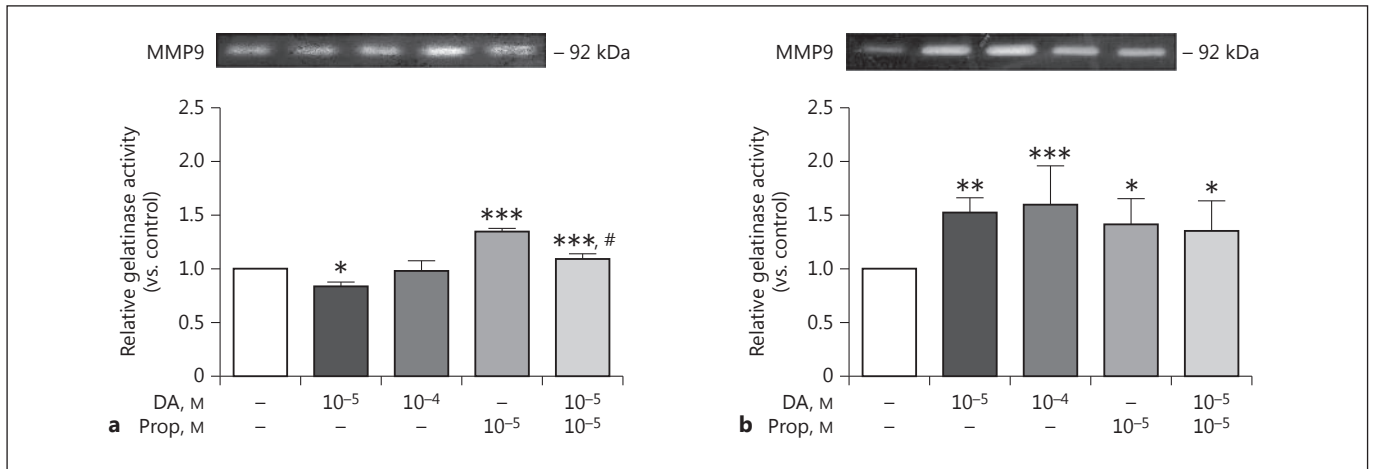 MMP9
– 92 kDa
2.5
2.0
1.5
1.0
0.5
0
Relative gelatinase activity
(vs. control)
*
***
***, #
DA, M – 10⁻⁵ 10⁻⁴ – 10⁻⁵
a Prop, M – – – 10⁻⁵ 10⁻⁵
MMP9
– 92 kDa
2.5
2.0
1.5
1.0
0.5
0
Relative gelatinase activity
(vs. control)
**
***
*
*
DA, M – 10⁻⁵ 10⁻⁴ – 10⁻⁵
b Prop, M – – – 10⁻⁵ 10⁻⁵